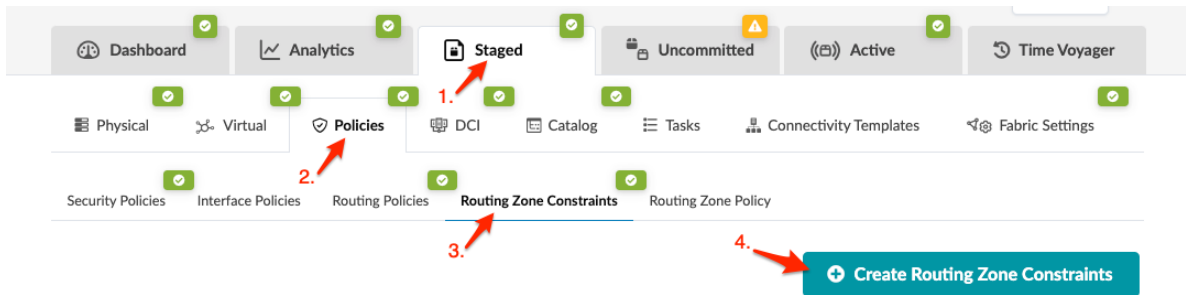 Dashboard Analytics Staged Uncommitted Active Time Voyager
1.
Physical Virtual Policies DCI Catalog Tasks Connectivity Templates Fabric Settings
2.
Security Policies Interface Policies Routing Policies Routing Zone Constraints Routing Zone Policy
3.
4.
Create Routing Zone Constraints